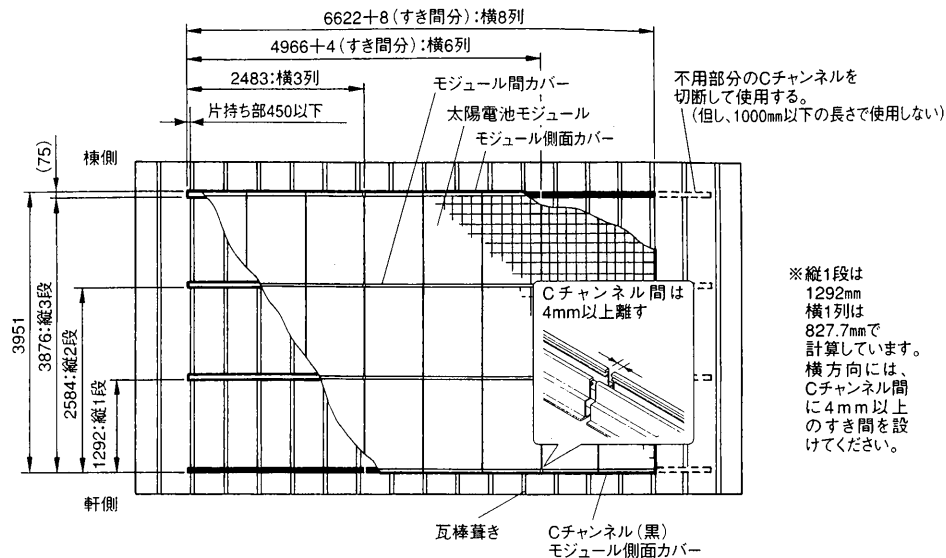 6622+8(すき間分):横8列
4966+4(すき間分):横6列
2483:横3列
片持ち部450以下
モジュール間カバー
太陽電池モジュール
モジュール側面カバー
不用部分のCチャンネルを
切断して使用する。
(但し、1000mm以下の長さで使用しない)
棟側
(75)
3951
3876:縦3段
2584:縦2段
1292:縦1段
Cチャンネル間は
4mm以上離す
※縦1段は
1292mm
横1列は
827.7mmで
計算しています。
横方向には、
Cチャンネル間
に4mm以上
のすき間を設
けてください。
軒側
瓦棒葺き
Cチャンネル(黒)
モジュール側面カバー